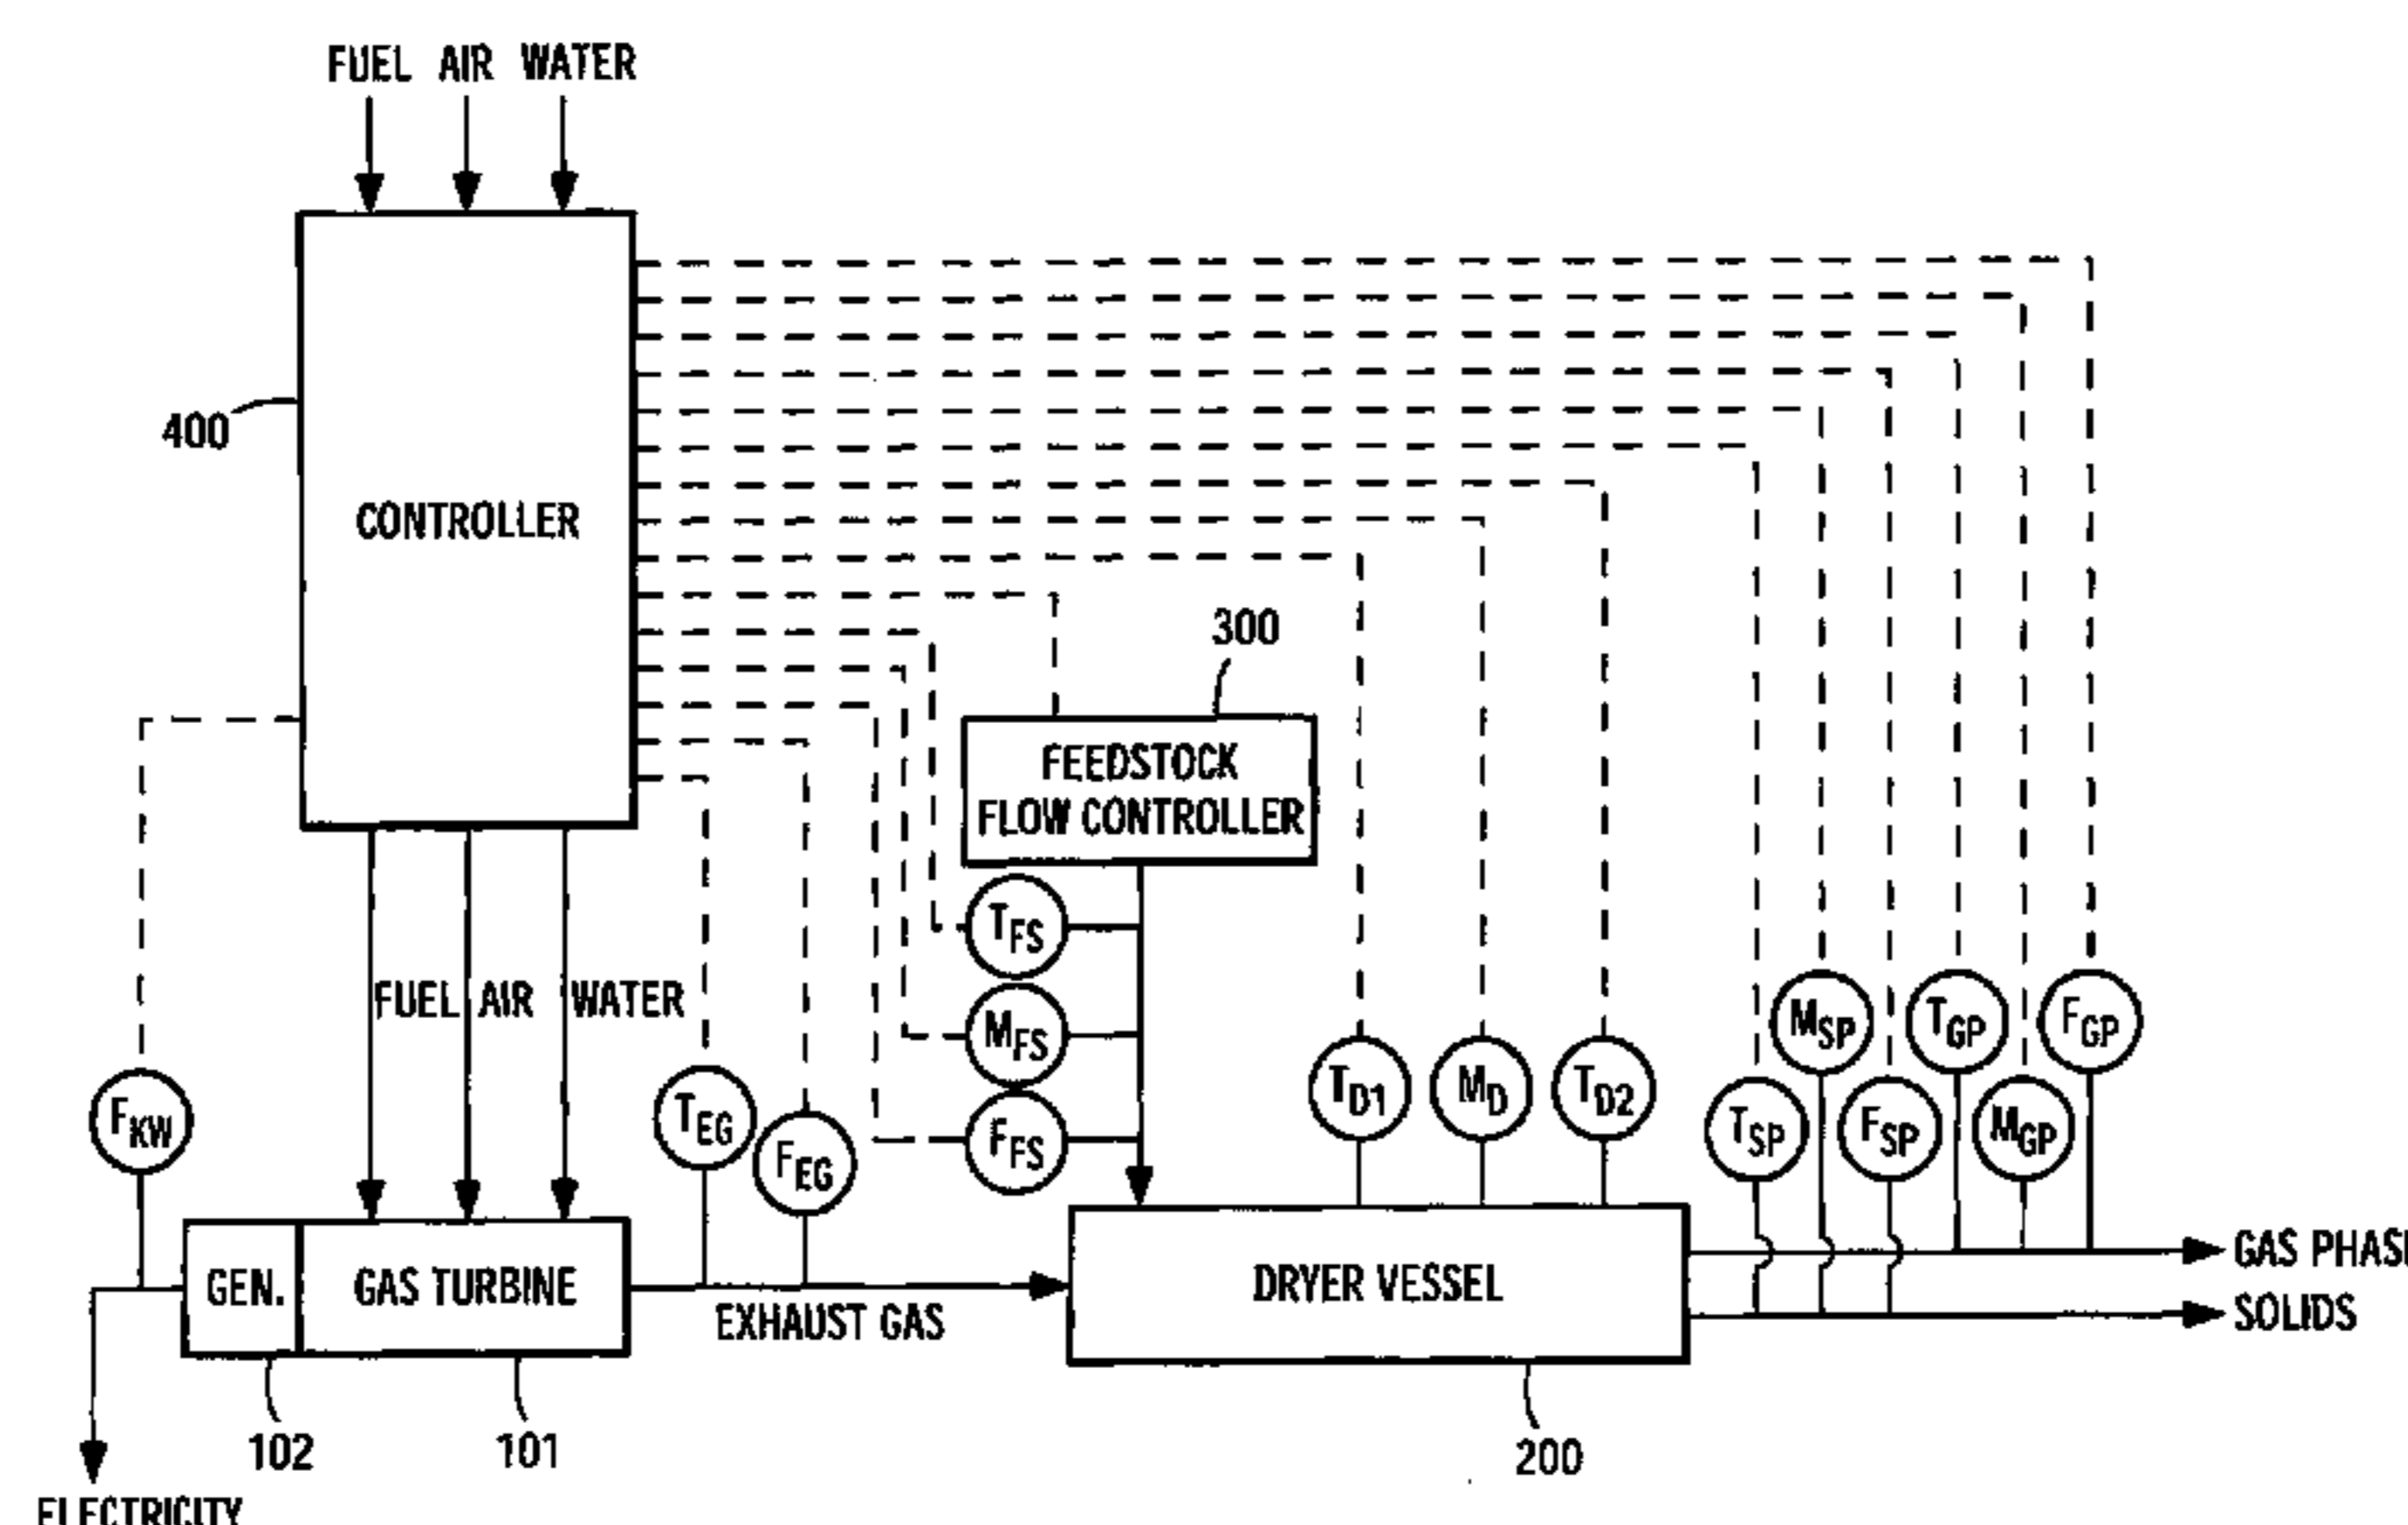 FUEL AIR WATER
400
CONTROLLER
300
FEEDSTOCK
FLOW CONTROLLER
TFS
FUEL AIR WATER
MFS
MSP TGP FGP
FKW
TEG
FEG
FFS
TD1 MD TD2
TSP FSP MGP
GEN. GAS TURBINE
EXHAUST GAS
DRYER VESSEL
GAS PHAS
SOLIDS
102
101
200
ELECTRICITY